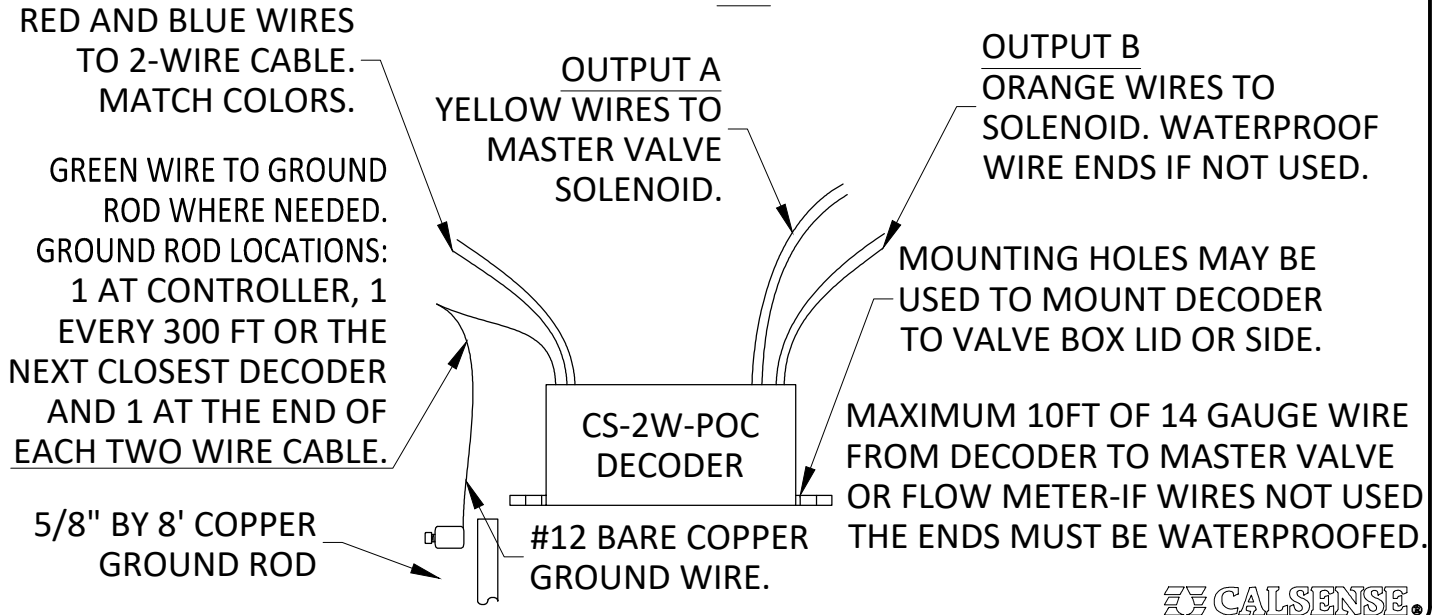 RED AND BLUE WIRES
TO 2-WIRE CABLE.
MATCH COLORS.
GREEN WIRE TO GROUND
ROD WHERE NEEDED.
GROUND ROD LOCATIONS:
1 AT CONTROLLER, 1
EVERY 300 FT OR THE
NEXT CLOSEST DECODER
AND 1 AT THE END OF
EACH TWO WIRE CABLE.
5/8" BY 8' COPPER
GROUND ROD
OUTPUT A
YELLOW WIRES TO
MASTER VALVE
SOLENOID.
OUTPUT B
ORANGE WIRES TO
SOLENOID. WATERPROOF
WIRE ENDS IF NOT USED.
MOUNTING HOLES MAY BE
USED TO MOUNT DECODER
TO VALVE BOX LID OR SIDE.
CS-2W-POC
DECODER
#12 BARE COPPER
GROUND WIRE.
MAXIMUM 10FT OF 14 GAUGE WIRE
FROM DECODER TO MASTER VALVE
OR FLOW METER-IF WIRES NOT USED
THE ENDS MUST BE WATERPROOFED.
CALSENSE®